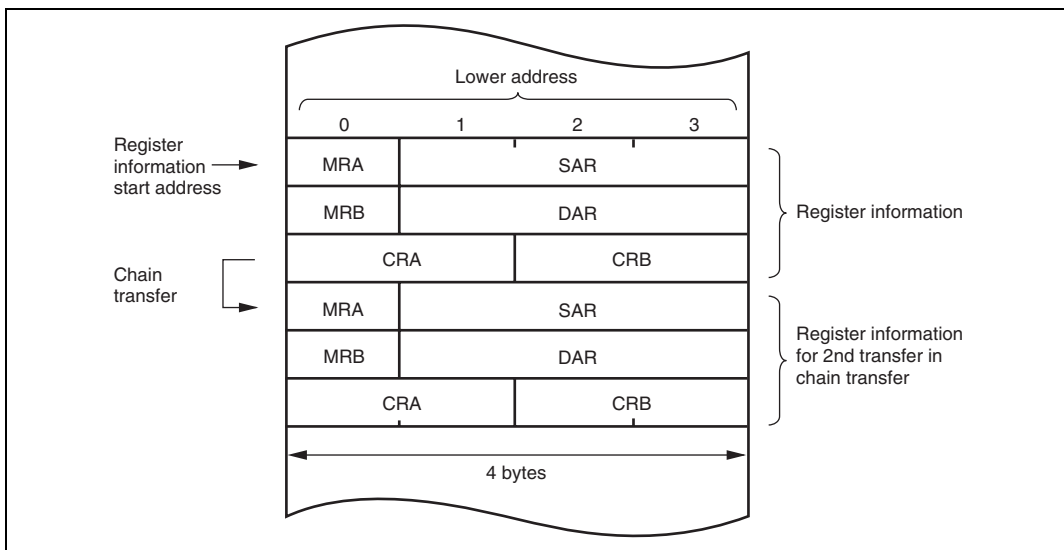 Lower address
0 1 2 3
Register
information
start address
MRA SAR
MRB DAR
Register information
CRA CRB
Chain
transfer
MRA SAR
MRB DAR
Register information
for 2nd transfer in
chain transfer
CRA CRB
4 bytes